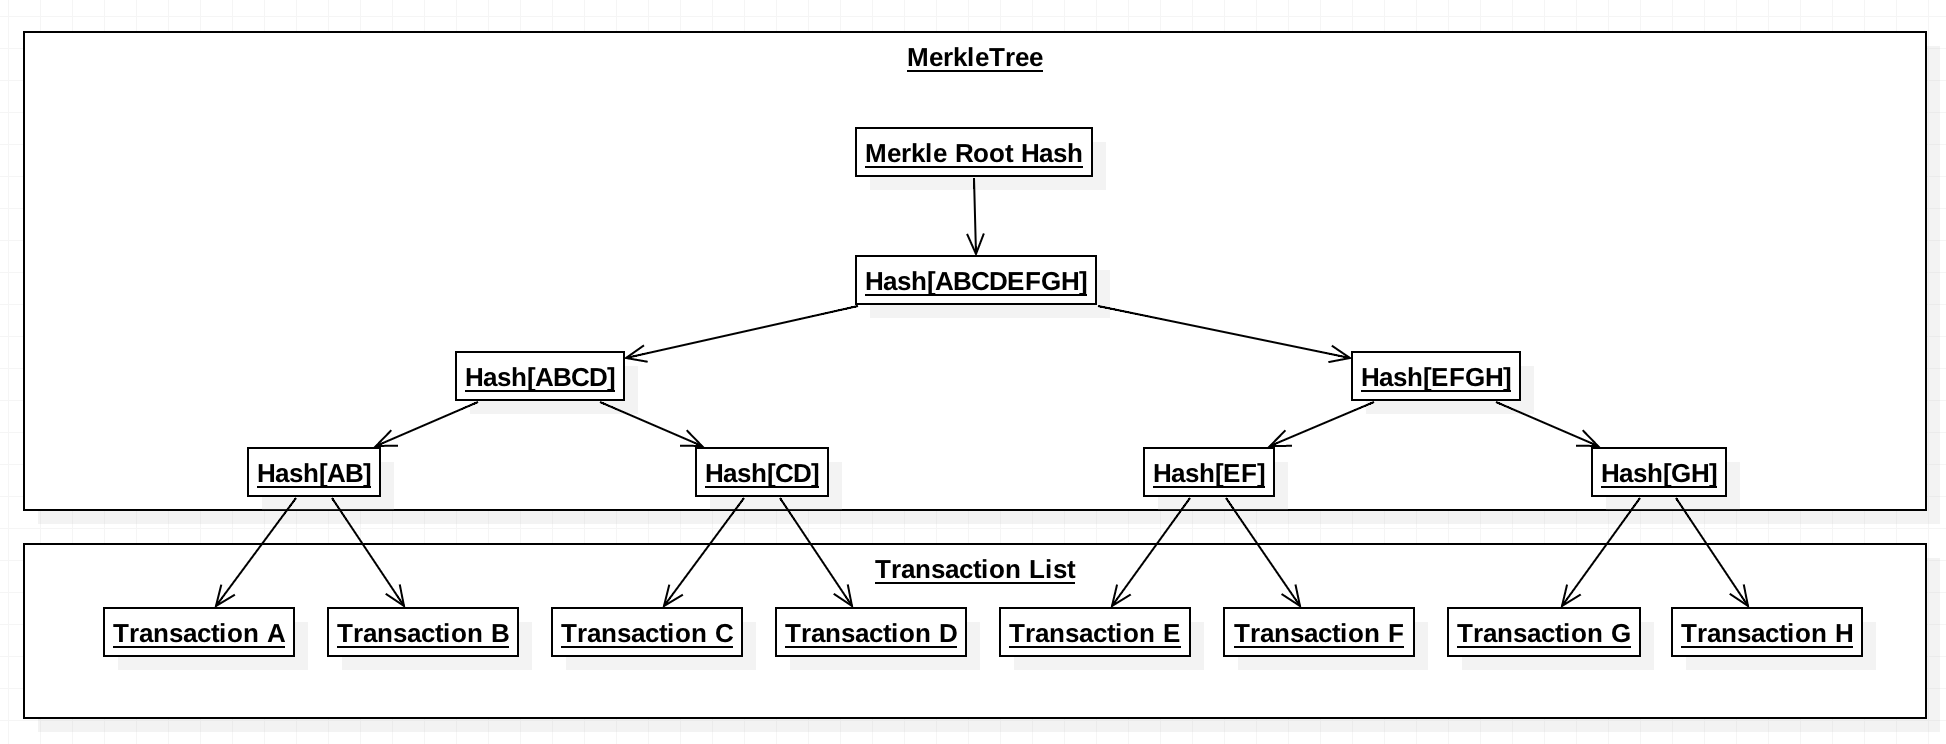 MerkleTree
Merkle Root Hash
Hash[ABCDEFGH]
Hash[ABCD]
Hash[EFGH]
Hash[AB]
Hash[CD]
Hash[EF]
Hash[GH]
Transaction List
Transaction A
Transaction B
Transaction C
Transaction D
Transaction E
Transaction F
Transaction G
Transaction H